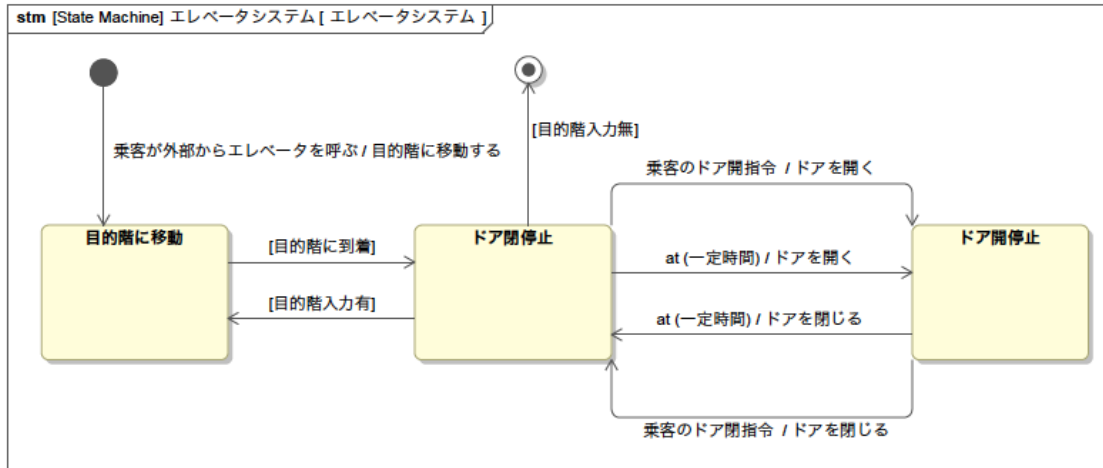 stm [State Machine] エレベータシステム [ エレベータシステム ]
[目的階入力無]
乗客が外部からエレベータを呼ぶ / 目的階に移動する
乗客のドア開指令 / ドアを開く
目的階に移動
ドア閉停止
ドア開停止
[目的階に到着]
at (一定時間) / ドアを開く
[目的階入力有]
at (一定時間) / ドアを閉じる
乗客のドア閉指令 / ドアを閉じる